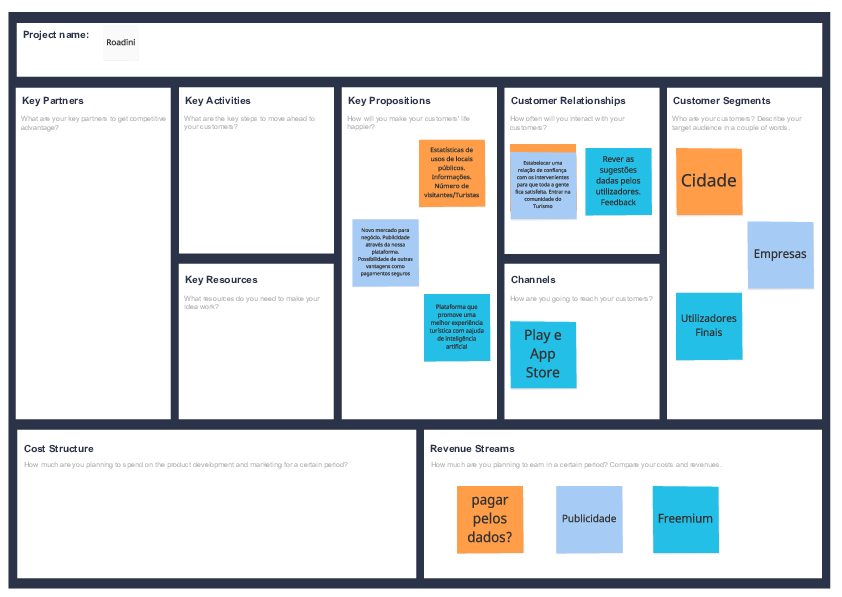 Project name:
Roadini
Key Partners
What are your key partners to get competitive
advantage?
Key Activities
What are the key steps to move ahead to
your customers?
Key Resources
What resources do you need to make your
idea work?
Key Propositions
How will you make your customers' life
happier?
Estatísticas de
usos de locais
públicos.
Informações.
Número de
visitantes/Turistas
Novo mercado para
negócio. Publicidade
através da nossa
plataforma.
Possibilidade de outras
vantagens como
pagamentos seguros
Plataforma que
promove uma
melhor experiência
turística com aajuda
de inteligência
artificial
Customer Relationships
How often will you interact with your
customers?
Estabelecer uma
relação de confiança
com os intervenientes
para que toda a gente
fica satisfeita. Entrar na
comunidade do
Turismo
Rever as
sugestões
dadas pelos
utilizadores.
Feedback
Channels
How are you going to reach your customers?
Play e
App
Store
Customer Segments
Who are your customers? Describe your
target audience in a couple of words.
Cidade
Empresas
Utilizadores
Finais
Cost Structure
How much are you planning to spend on the product development and marketing for a certain period?
Revenue Streams
How much are you planning to earn in a certain period? Compare your costs and revenues.
pagar
pelos
dados?
Publicidade
Freemium